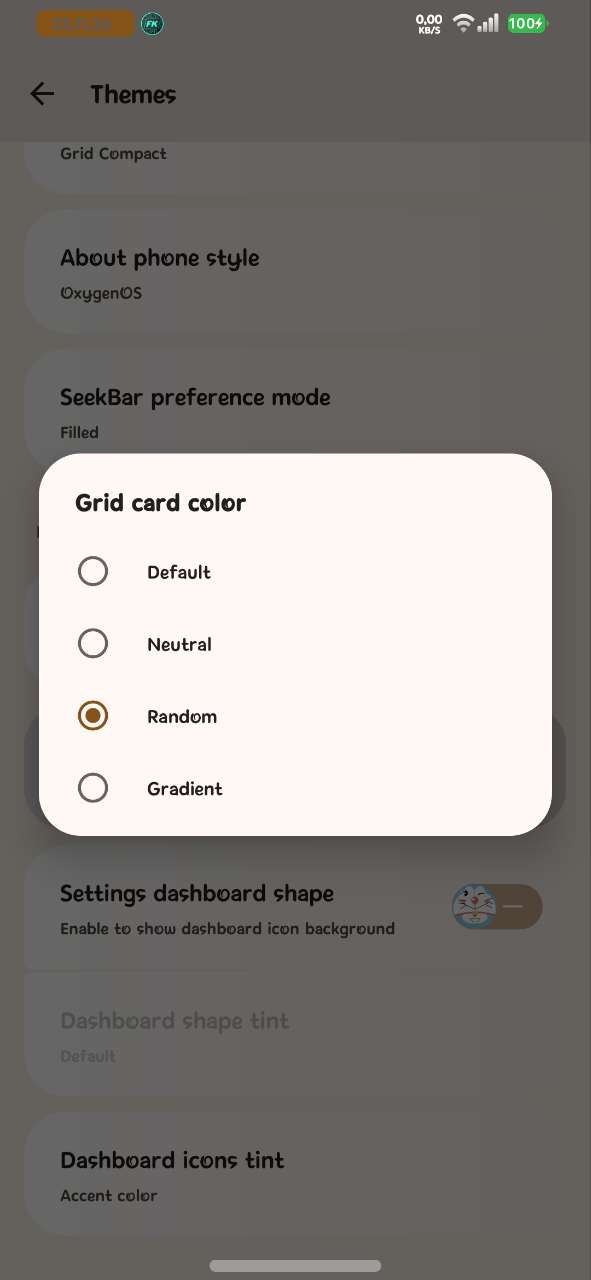 FK
0.00
KB/S
100
Themes
Grid Compact
About phone style
OxygenOS
SeekBar preference mode
Filled
Grid card color
Default
Neutral
Random
Gradient
Settings dashboard shape
Enable to show dashboard icon background
Dashboard shape tint
Default
Dashboard icons tint
Accent color